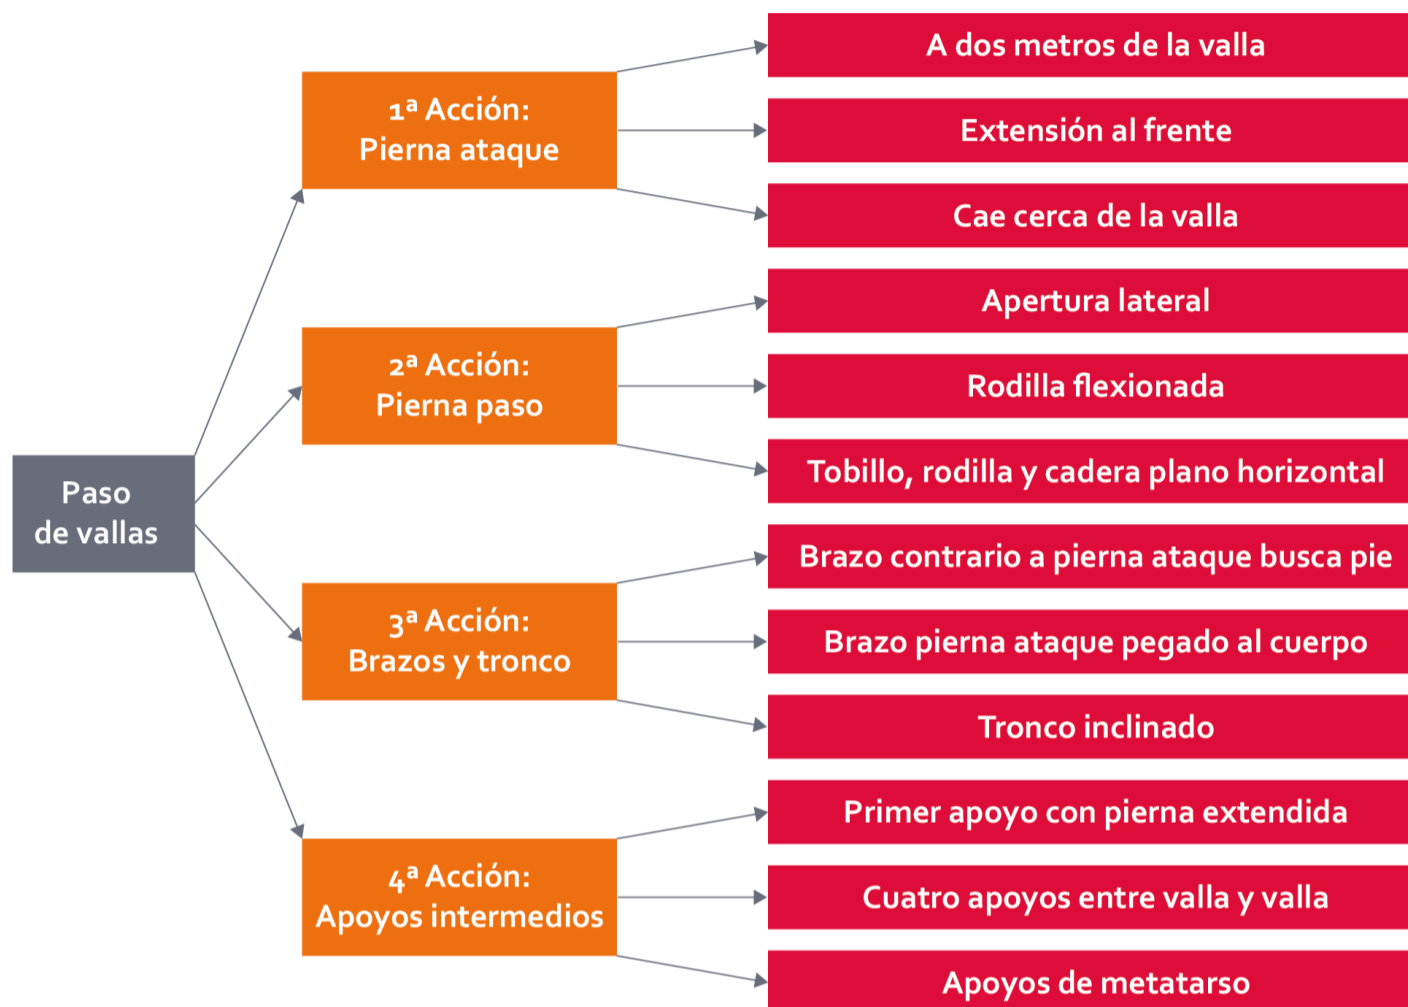 Paso
de vallas
1ª Acción:
Pierna ataque
A dos metros de la valla
Extensión al frente
Cae cerca de la valla
2ª Acción:
Pierna paso
Apertura lateral
Rodilla flexionada
Tobillo, rodilla y cadera plano horizontal
3ª Acción:
Brazos y tronco
Brazo contrario a pierna ataque busca pie
Brazo pierna ataque pegado al cuerpo
Tronco inclinado
4ª Acción:
Apoyos intermedios
Primer apoyo con pierna extendida
Cuatro apoyos entre valla y valla
Apoyos de metatarso